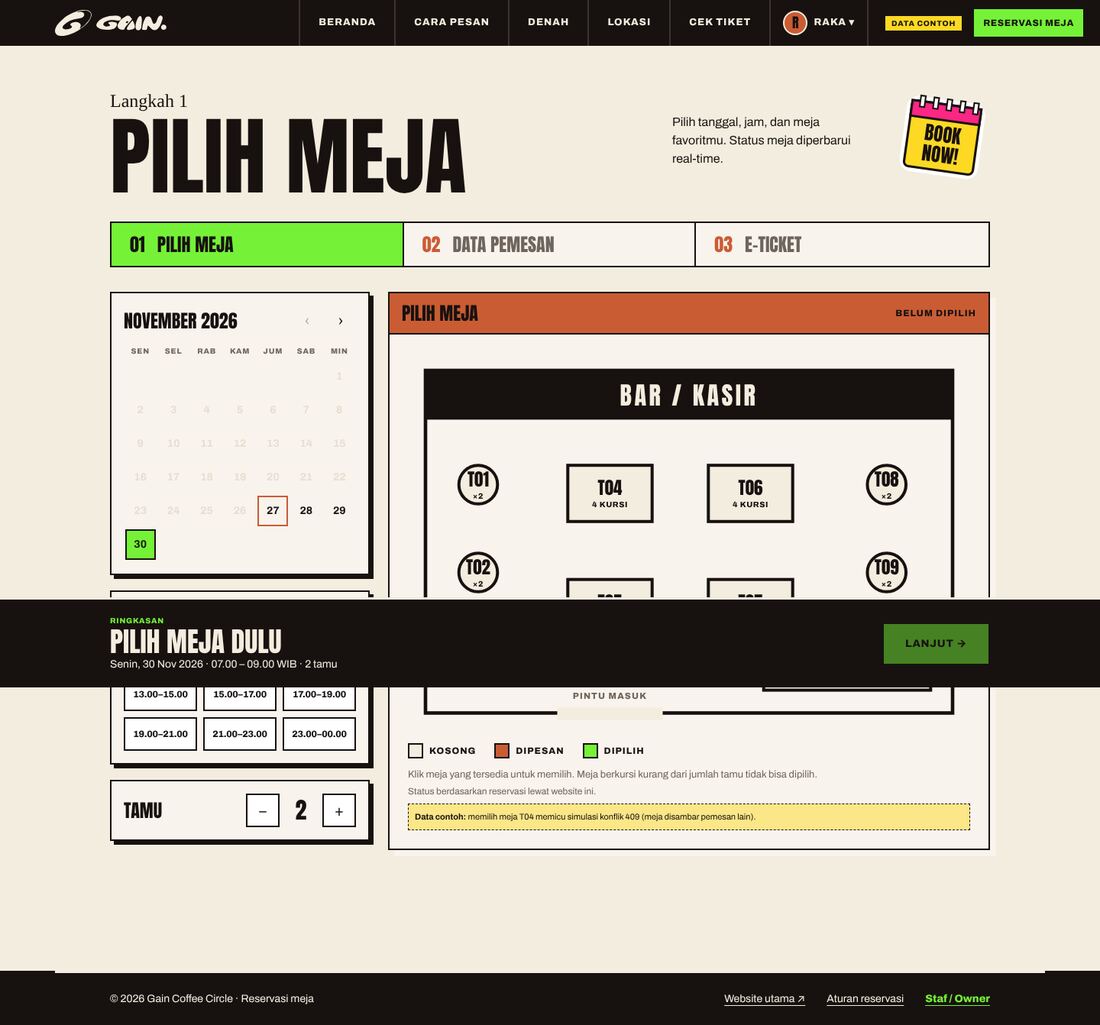 GAIN.
BERANDA
CARA PESAN
DENAH
LOKASI
CEK TIKET
R RAKA ▾
DATA CONTOH
RESERVASI MEJA
Langkah 1
PILIH MEJA
Pilih tanggal, jam, dan meja
favoritmu. Status meja diperbarui
real-time.
BOOK
NOW!
01 PILIH MEJA
02 DATA PEMESAN
03 E-TICKET
NOVEMBER 2026 ‹ ›
SEN SEL RAB KAM JUM SAB MIN
1
2 3 4 5 6 7 8
9 10 11 12 13 14 15
16 17 18 19 20 21 22
23 24 25 26 27 28 29
30
PILIH MEJA
BELUM DIPILIH
BAR / KASIR
T01
×2
T04
4 KURSI
T06
4 KURSI
T08
×2
T02
×2
T09
×2
RINGKASAN
PILIH MEJA DULU
Senin, 30 Nov 2026 · 07.00 – 09.00 WIB · 2 tamu
LANJUT →
13.00–15.00 15.00–17.00 17.00–19.00
19.00–21.00 21.00–23.00 23.00–00.00
TAMU − 2 +
PINTU MASUK
KOSONG DIPESAN DIPILIH
Klik meja yang tersedia untuk memilih. Meja berkursi kurang dari jumlah tamu tidak bisa dipilih.
Status berdasarkan reservasi lewat website ini.
Data contoh: memilih meja T04 memicu simulasi konflik 409 (meja disambar pemesan lain).
© 2026 Gain Coffee Circle · Reservasi meja
Website utama ↗
Aturan reservasi
Staf / Owner